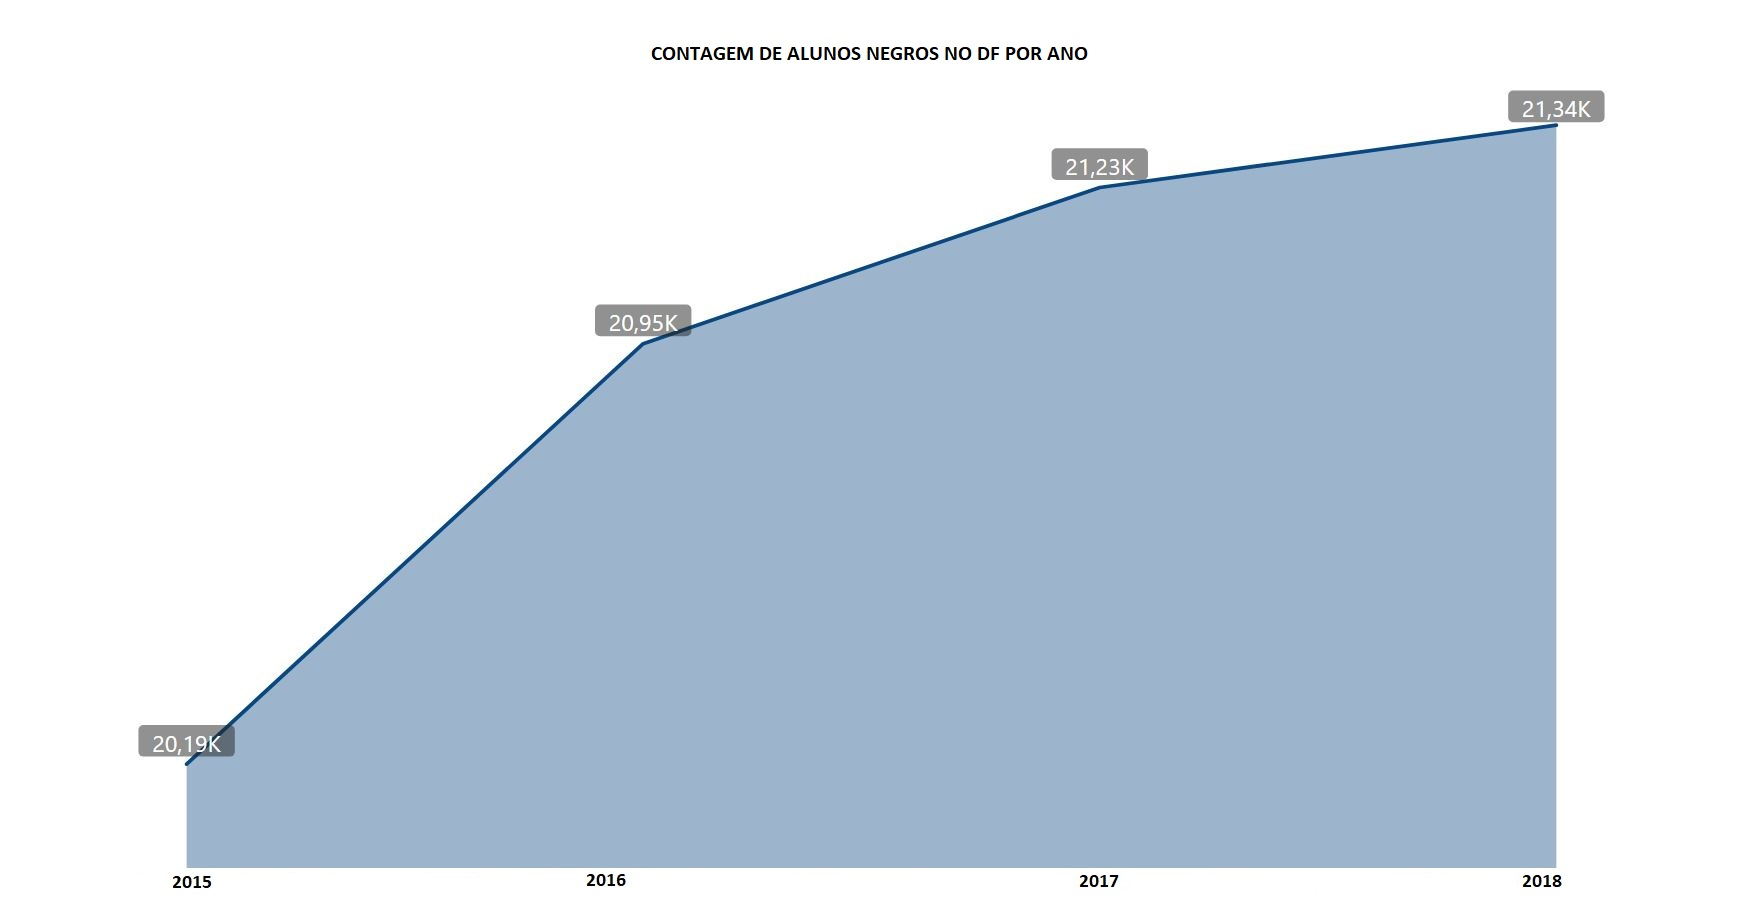 CONTAGEM DE ALUNOS NEGROS NO DF POR ANO
21,34K
21,23K
20,95K
20,19K
2015 2016 2017 2018